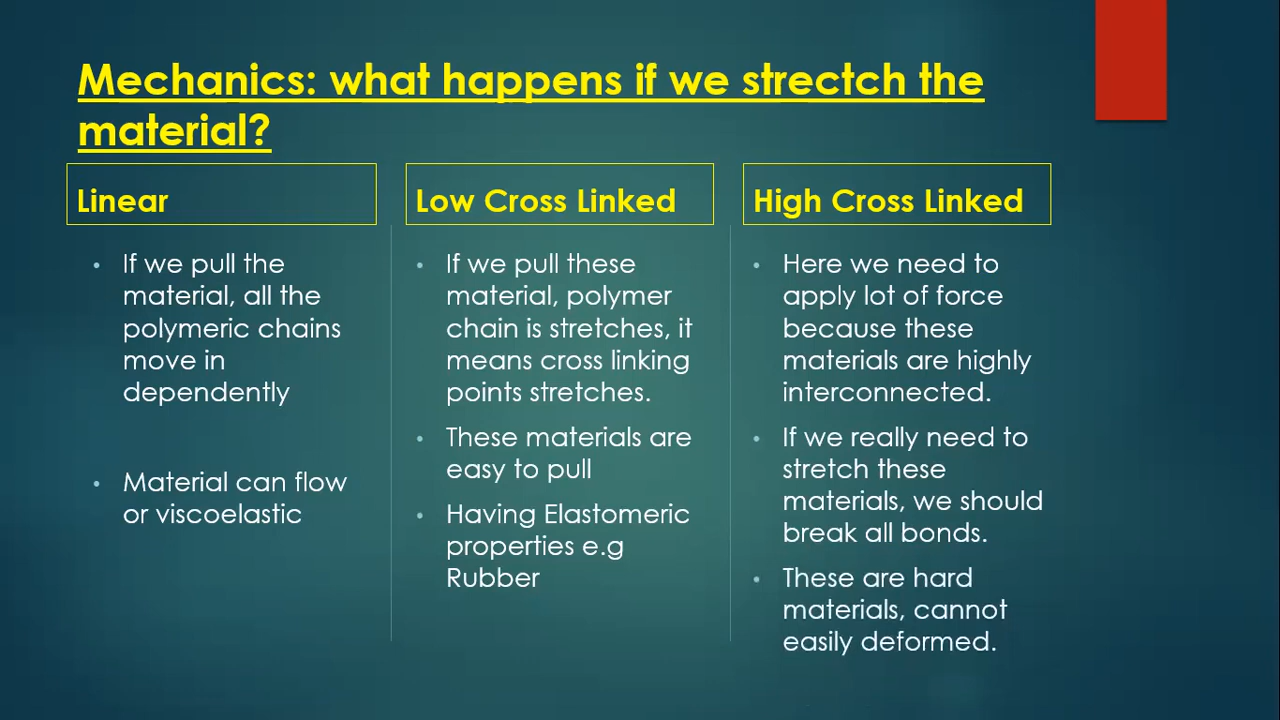 Mechanics: what happens if we strectch the
material?
Linear
If we pull the
material, all the
polymeric chains
move in
dependently
Material can flow
or viscoelastic
Low Cross Linked
If we pull these
material, polymer
chain is stretches, it
means cross linking
points stretches.
These materials are
easy to pull
Having Elastomeric
properties e.g
Rubber
High Cross Linked
Here we need to
apply lot of force
because these
materials are highly
interconnected.
If we really need to
stretch these
materials, we should
break all bonds.
These are hard
materials, cannot
easily deformed.